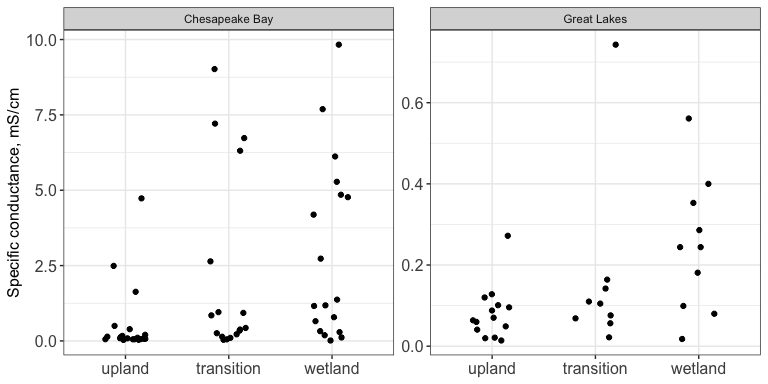 Chesapeake Bay
Great Lakes
Specific conductance, mS/cm
10.0
7.5
5.0
2.5
0.0
0.6
0.4
0.2
0.0
upland transition wetland
upland transition wetland